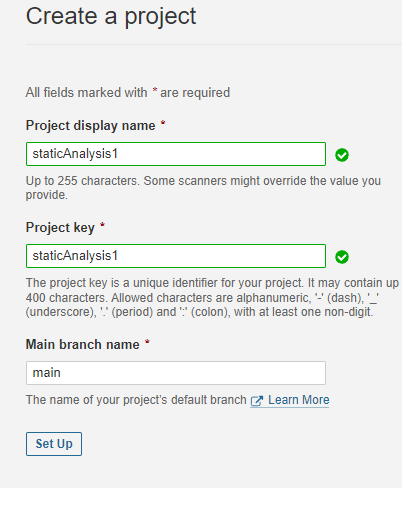 Create a project
All fields marked with * are required
Project display name *
staticAnalysis1
Up to 255 characters. Some scanners might override the value you
provide.
Project key *
staticAnalysis1
The project key is a unique identifier for your project. It may contain up
400 characters. Allowed characters are alphanumeric, '-' (dash), '_'
(underscore), '.' (period) and ':' (colon), with at least one non-digit.
Main branch name *
main
The name of your project's default branch Learn More
Set Up